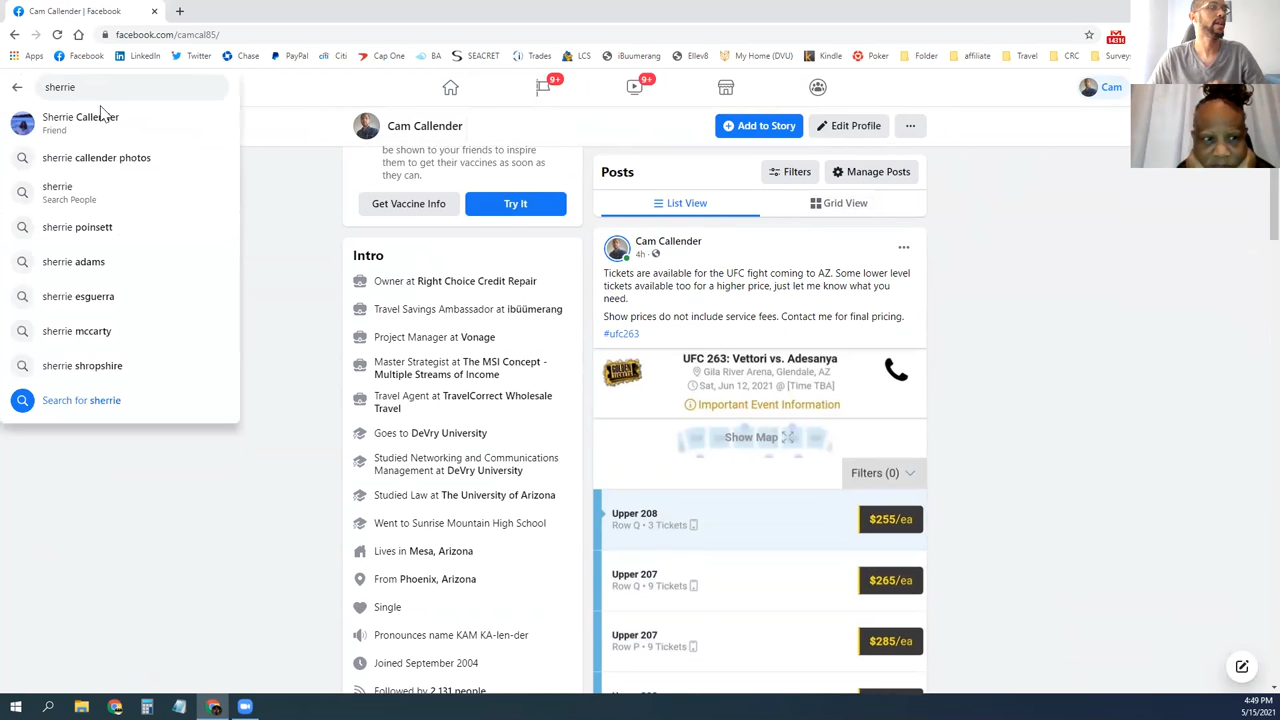 Cam Callender | Facebook
facebook.com/camcal85/
Apps Facebook LinkedIn Twitter Chase PayPal Citi Cap One BA SEACRET Trades LCS iBuumerang Ellev8 My Home (DVU) Kindle Poker Folder affiliate Travel CRC Surveys
14310
sherrie
Sherrie Callender
Friend
sherrie callender photos
sherrie
Search People
sherrie poinsett
sherrie adams
sherrie esguerra
sherrie mccarty
sherrie shropshire
Search for sherrie
9+
9+
Cam
Cam Callender
Add to Story
Edit Profile
be shown to your friends to inspire
them to get their vaccines as soon as
they can.
Get Vaccine Info
Try It
Intro
Owner at Right Choice Credit Repair
Travel Savings Ambassador at ibüümerang
Project Manager at Vonage
Master Strategist at The MSI Concept -
Multiple Streams of Income
Travel Agent at TravelCorrect Wholesale
Travel
Goes to DeVry University
Studied Networking and Communications
Management at DeVry University
Studied Law at The University of Arizona
Went to Sunrise Mountain High School
Lives in Mesa, Arizona
From Phoenix, Arizona
Single
Pronounces name KAM KA-len-der
Joined September 2004
Followed by 2,131 people
Posts
Filters
Manage Posts
List View
Grid View
Cam Callender
4h
Tickets are available for the UFC fight coming to AZ. Some lower level
tickets available too for a higher price, just let me know what you
need.
Show prices do not include service fees. Contact me for final pricing.
#ufc263
UFC 263: Vettori vs. Adesanya
Gila River Arena, Glendale, AZ
Sat, Jun 12, 2021 @ [Time TBA]
Important Event Information
Show Map
Filters (0)
Upper 208
Row Q • 3 Tickets
$255/ea
Upper 207
Row Q • 9 Tickets
$265/ea
Upper 207
Row P • 9 Tickets
$285/ea
4:49 PM
5/15/2021